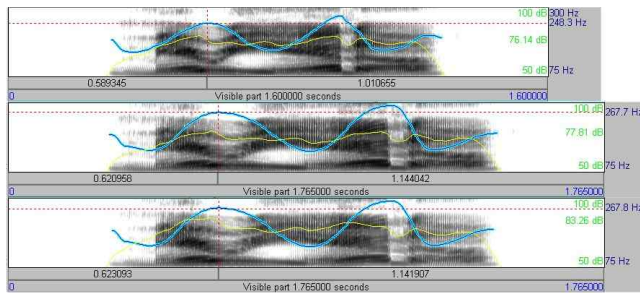 100 dB 300 Hz
248.3 Hz
76.14 dB
50 dB 75 Hz
0.589345 1.010655
0 Visible part 1.600000 seconds 1.600000
100 dB
267.7 Hz
77.81 dB
50 dB 75 Hz
0.620958 1.144042
0 Visible part 1.765000 seconds 1.765000
100 dB
267.8 Hz
83.26 dB
50 dB 75 Hz
0.623093 1.141907
0 Visible part 1.765000 seconds 1.765000